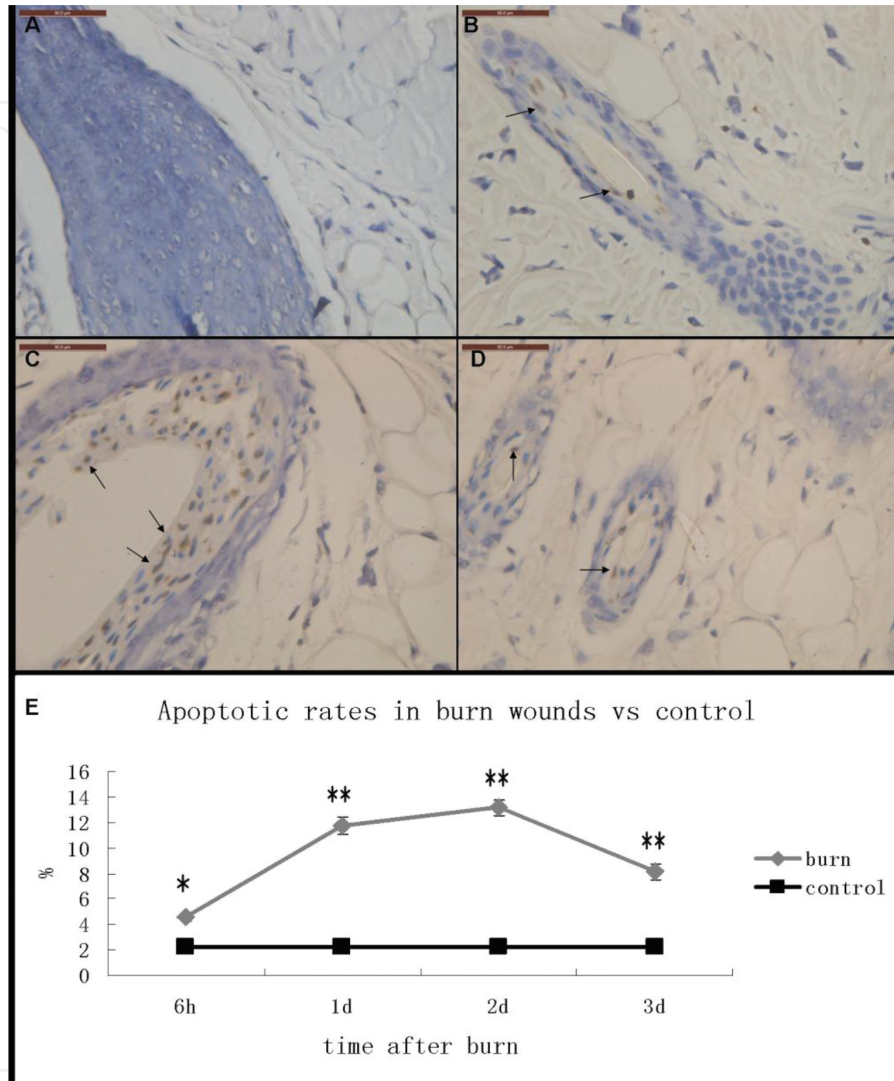 A
B
C
D
E
Apoptotic rates in burn wounds vs control
16
14
12
10
8
6
4
2
0
%
*
**
**
**
6h
1d
2d
3d
time after burn
burn
control